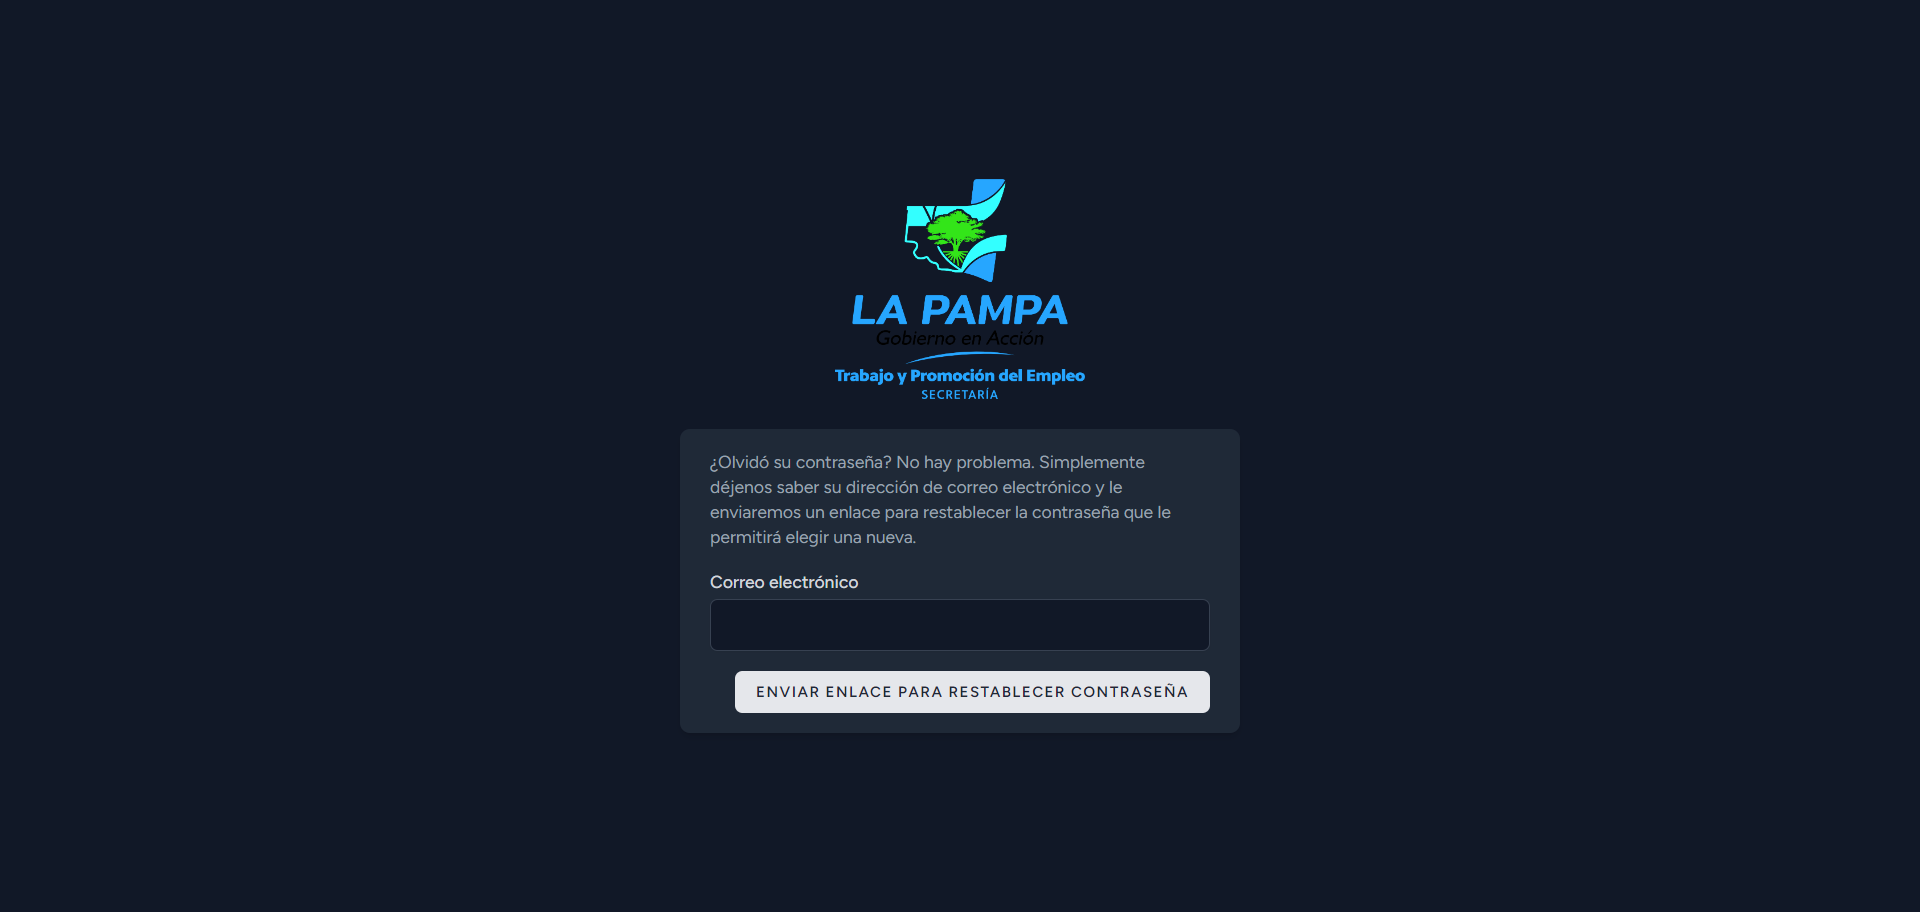 LA PAMPA
Gobierno en Acción
Trabajo y Promoción del Empleo
SECRETARÍA
¿Olvidó su contraseña? No hay problema. Simplemente
déjenos saber su dirección de correo electrónico y le
enviaremos un enlace para restablecer la contraseña que le
permitirá elegir una nueva.
Correo electrónico
ENVIAR ENLACE PARA RESTABLECER CONTRASEÑA